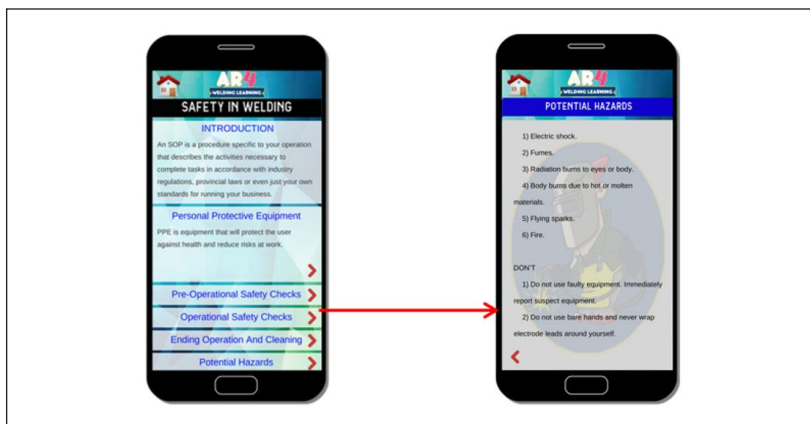 AR4
WELDING LEARNING
SAFETY IN WELDING
INTRODUCTION
An SOP is a procedure specific to your operation
that describes the activities necessary to
complete tasks in accordance with industry
regulations, provincial laws or even just your own
standards for running your business.
Personal Protective Equipment
PPE is equipment that will protect the user
against health and reduce risks at work.
Pre-Operational Safety Checks
Operational Safety Checks
Ending Operation And Cleaning
Potential Hazards
AR4
WELDING LEARNING
POTENTIAL HAZARDS
1) Electric shock.
2) Fumes.
3) Radiation burns to eyes or body.
4) Body burns due to hot or molten
materials.
5) Flying sparks.
6) Fire.
DON'T
1) Do not use faulty equipment. Immediately
report suspect equipment.
2) Do not use bare hands and never wrap
electrode leads around yourself.